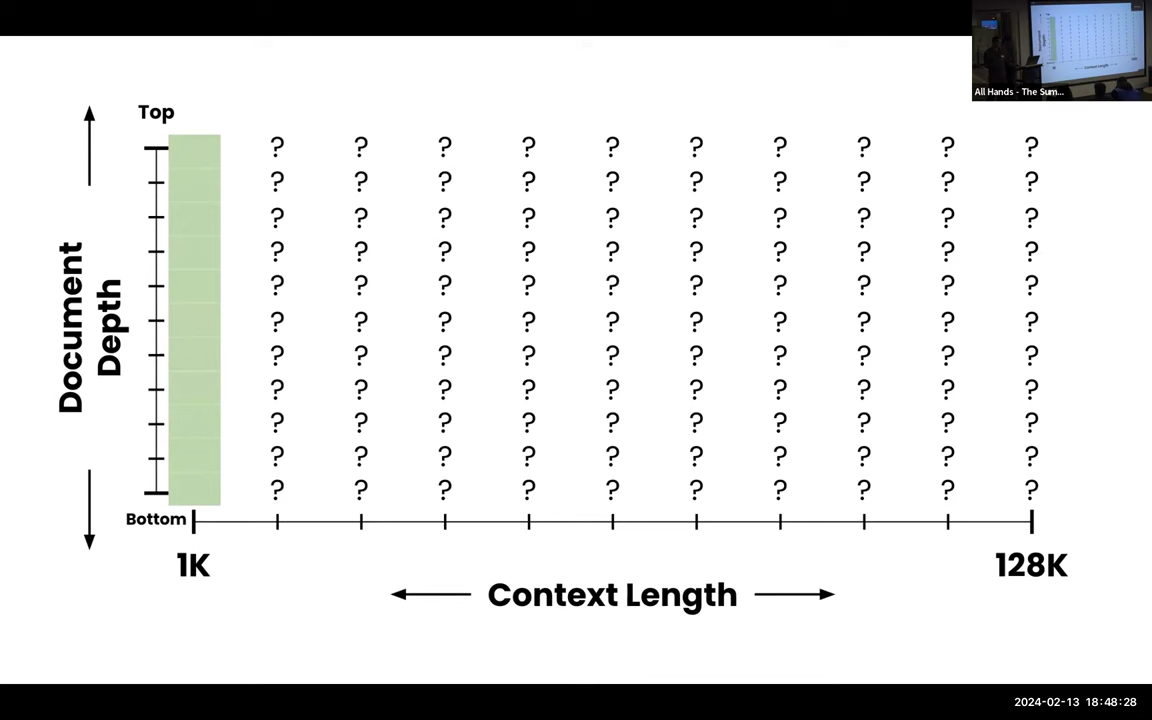 All Hands - The Sum...
Top
? ? ? ? ? ? ? ? ? ?
? ? ? ? ? ? ? ? ? ?
? ? ? ? ? ? ? ? ? ?
? ? ? ? ? ? ? ? ? ?
? ? ? ? ? ? ? ? ? ?
? ? ? ? ? ? ? ? ? ?
? ? ? ? ? ? ? ? ? ?
? ? ? ? ? ? ? ? ? ?
? ? ? ? ? ? ? ? ? ?
? ? ? ? ? ? ? ? ? ?
? ? ? ? ? ? ? ? ? ?
Document
Depth
Bottom
1K
128K
Context Length
2024-02-13 18:48:28